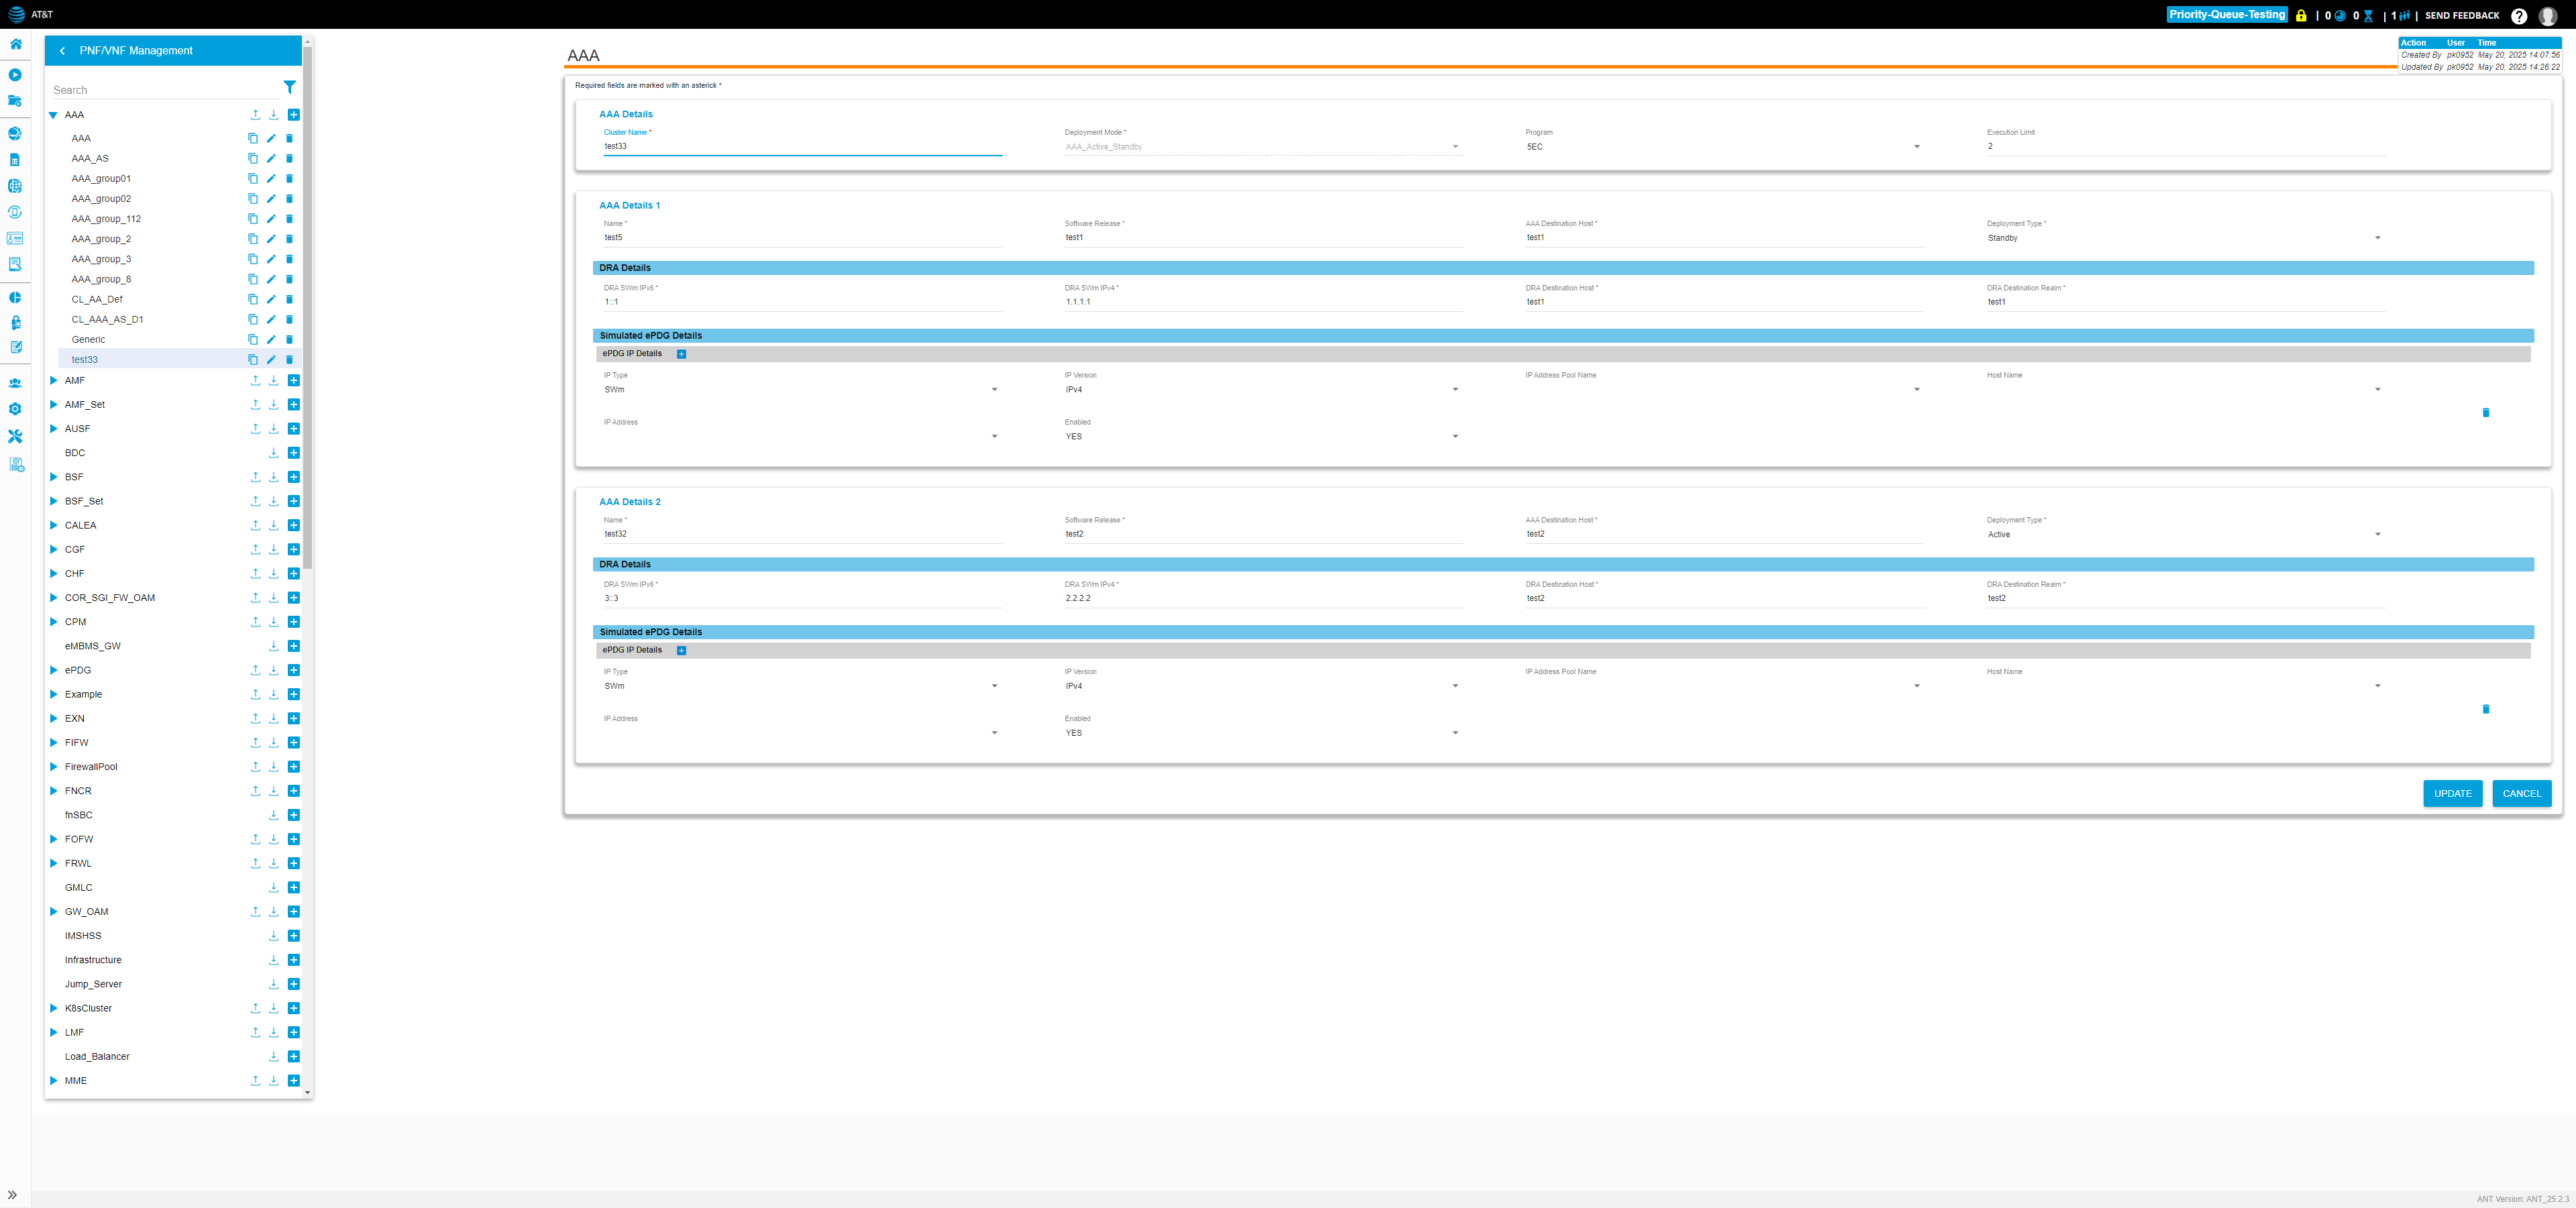 AT&T
Priority-Queue-Testing | 0 0 | 1 | SEND FEEDBACK ?
PNF/VNF Management
Search
AAA
AAA
AAA_AS
AAA_group01
AAA_group02
AAA_group_112
AAA_group_2
AAA_group_3
AAA_group_8
CL_AA_Def
CL_AAA_AS_D1
Generic
test33
AMF
AMF_Set
AUSF
BDC
BSF
BSF_Set
CALEA
CGF
CHF
COR_SGI_FW_OAM
CPM
eMBMS_GW
ePDG
Example
EXN
FIFW
FirewallPool
FNCR
fnSBC
FOFW
FRWL
GMLC
GW_OAM
IMSHSS
Infrastructure
Jump_Server
K8sCluster
LMF
Load_Balancer
MME
AAA
Action User Time
Created By pk0952 May 20, 2025 14:07:56
Updated By pk0952 May 20, 2025 14:26:22
Required fields are marked with an asterick *
AAA Details
Cluster Name * Deployment Mode * Program Execution Limit
test33 AAA_Active_Standby 5EC 2
AAA Details 1
Name * Software Release * AAA Destination Host * Deployment Type *
test5 test1 test1 Standby
DRA Details
DRA SWm IPv6 * DRA SWm IPv4 * DRA Destination Host * DRA Destination Realm *
1::1 1.1.1.1 test1 test1
Simulated ePDG Details
ePDG IP Details
IP Type IP Version IP Address Pool Name Host Name
SWm IPv4
IP Address Enabled
YES
AAA Details 2
Name * Software Release * AAA Destination Host * Deployment Type *
test32 test2 test2 Active
DRA Details
DRA SWm IPv6 * DRA SWm IPv4 * DRA Destination Host * DRA Destination Realm *
3::3 2.2.2.2 test2 test2
Simulated ePDG Details
ePDG IP Details
IP Type IP Version IP Address Pool Name Host Name
SWm IPv4
IP Address Enabled
YES
UPDATE CANCEL
ANT Version: ANT_25.2.3